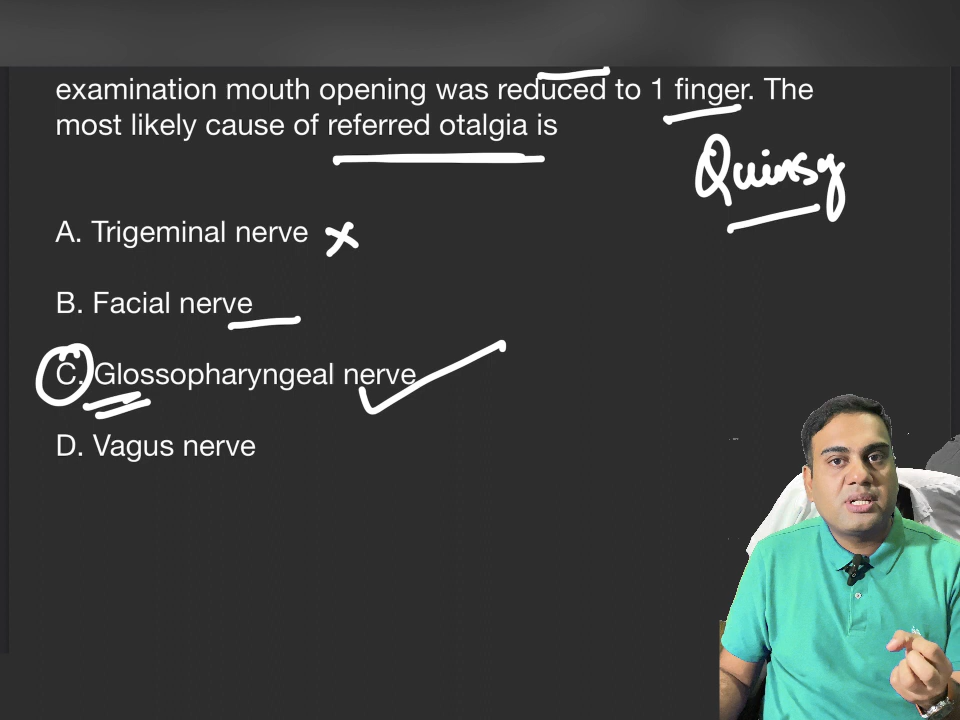 examination mouth opening was reduced to 1 finger. The
most likely cause of referred otalgia is
Quinsy
A. Trigeminal nerve
B. Facial nerve
C. Glossopharyngeal nerve
D. Vagus nerve